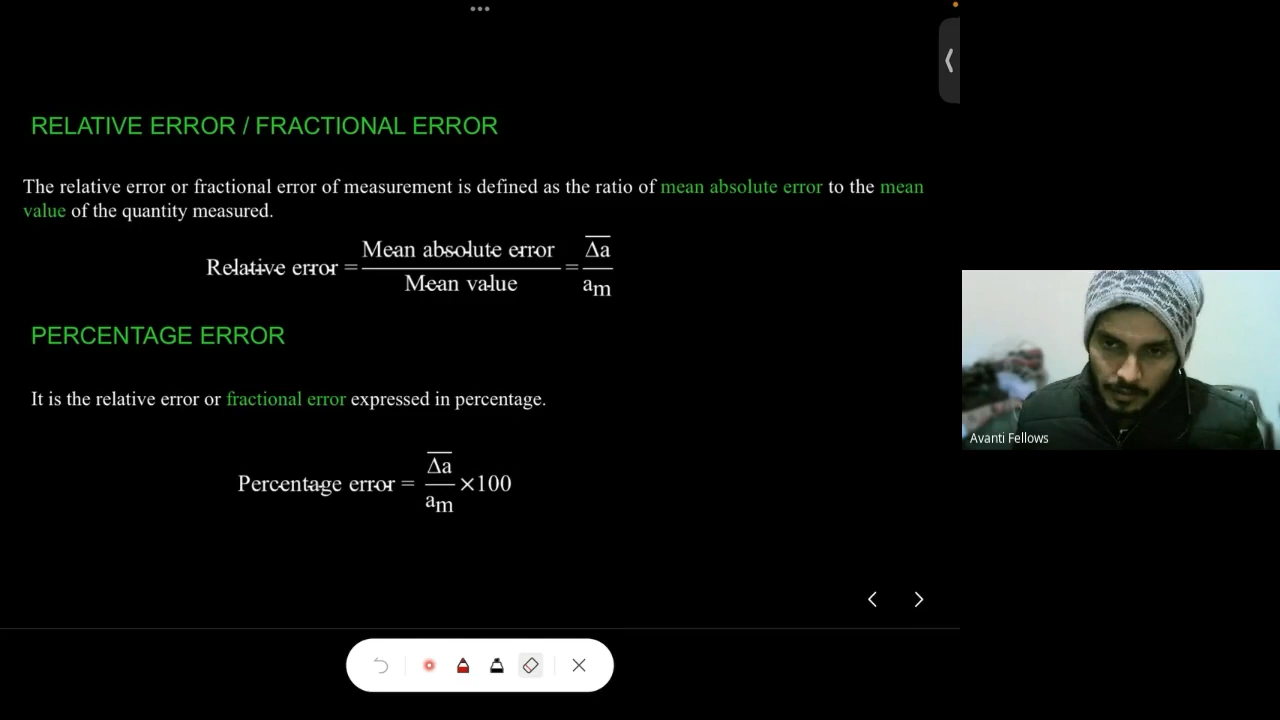 RELATIVE ERROR / FRACTIONAL ERROR
The relative error or fractional error of measurement is defined as the ratio of mean absolute error to the mean
value of the quantity measured.
Relative error = Mean absolute error / Mean value = Δa̅ / aₘ
PERCENTAGE ERROR
It is the relative error or fractional error expressed in percentage.
Percentage error = Δa̅ / aₘ ×100
Avanti Fellows